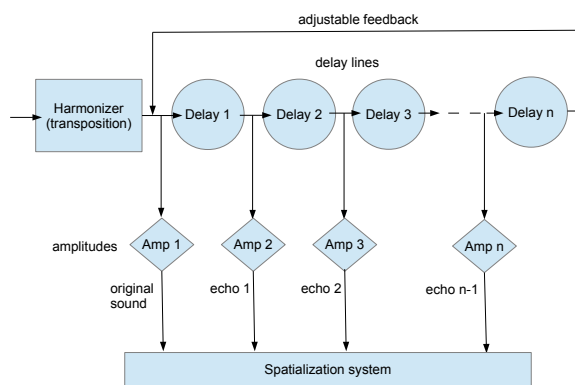 adjustable feedback
delay lines
Harmonizer
(transposition)
Delay 1
Delay 2
Delay 3
Delay n
amplitudes
Amp 1
Amp 2
Amp 3
Amp n
original
sound
echo 1
echo 2
echo n-1
Spatialization system